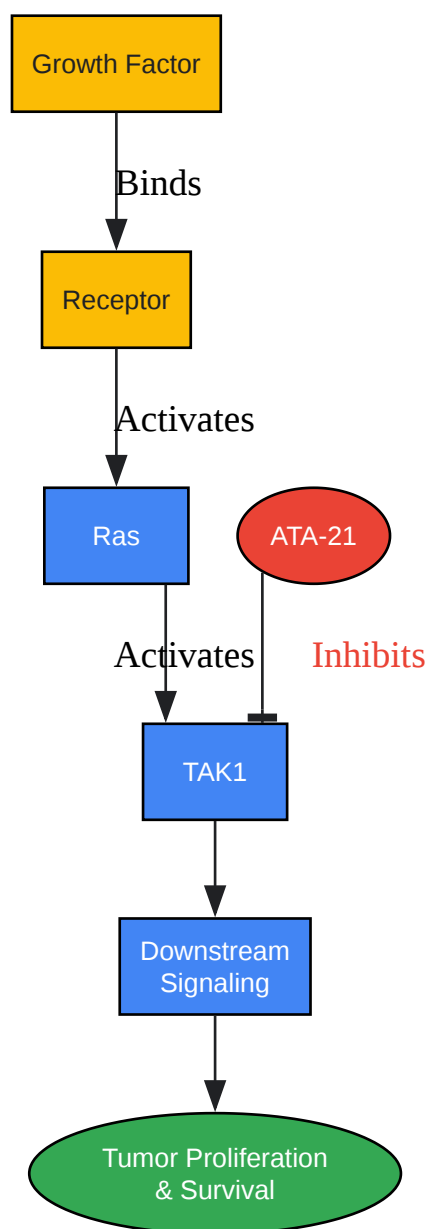 Growth Factor
Binds
Receptor
Activates
Ras
ATA-21
Activates
Inhibits
TAK1
Downstream
Signaling
Tumor Proliferation
& Survival